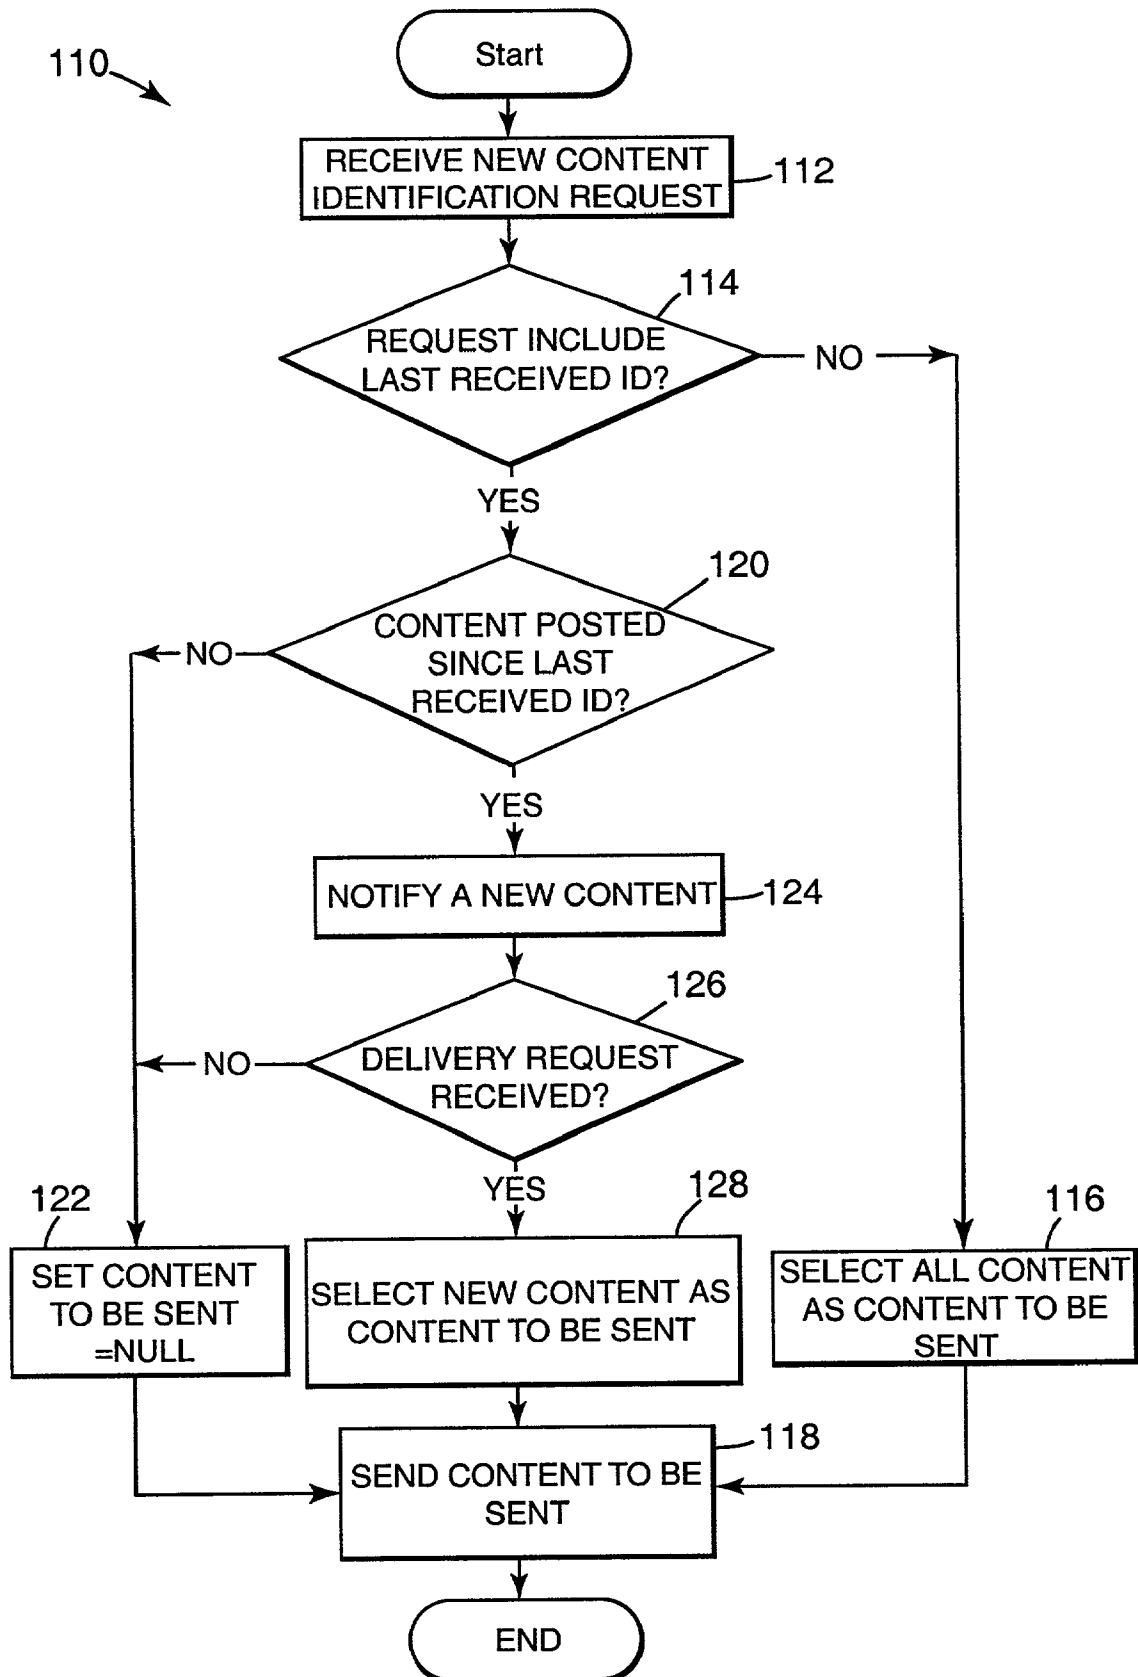 110
Start
RECEIVE NEW CONTENT
IDENTIFICATION REQUEST
112
114
REQUEST INCLUDE
LAST RECEIVED ID?
NO
YES
120
CONTENT POSTED
SINCE LAST
RECEIVED ID?
NO
YES
NOTIFY A NEW CONTENT
124
126
DELIVERY REQUEST
RECEIVED?
NO
YES
122
SET CONTENT
TO BE SENT
=NULL
128
SELECT NEW CONTENT AS
CONTENT TO BE SENT
116
SELECT ALL CONTENT
AS CONTENT TO BE
SENT
118
SEND CONTENT TO BE
SENT
END